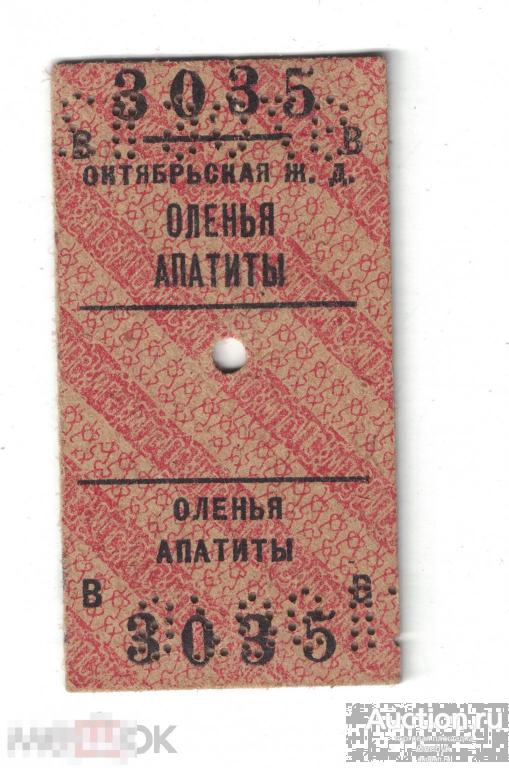 3035
В В
ОКТЯБРЬСКАЯ Ж. Д.
ОЛЕНЬЯ
АПАТИТЫ
ОЛЕНЬЯ
АПАТИТЫ
В В
3035
Auction.ru